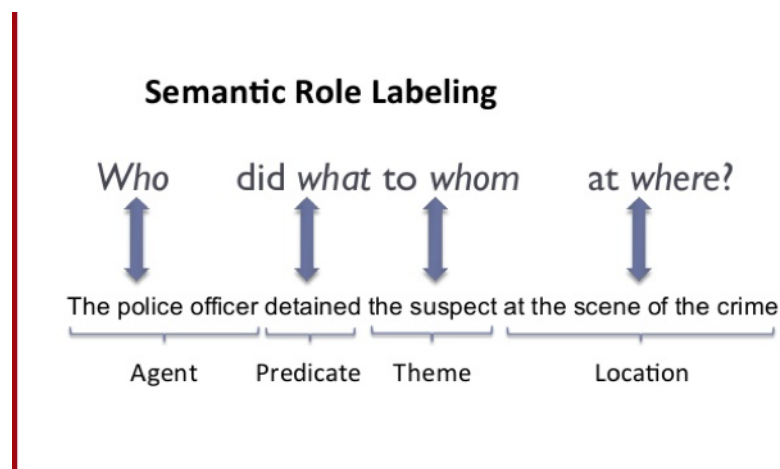 Semantic Role Labeling
Who did what to whom at where?
The police officer detained the suspect at the scene of the crime
Agent Predicate Theme Location